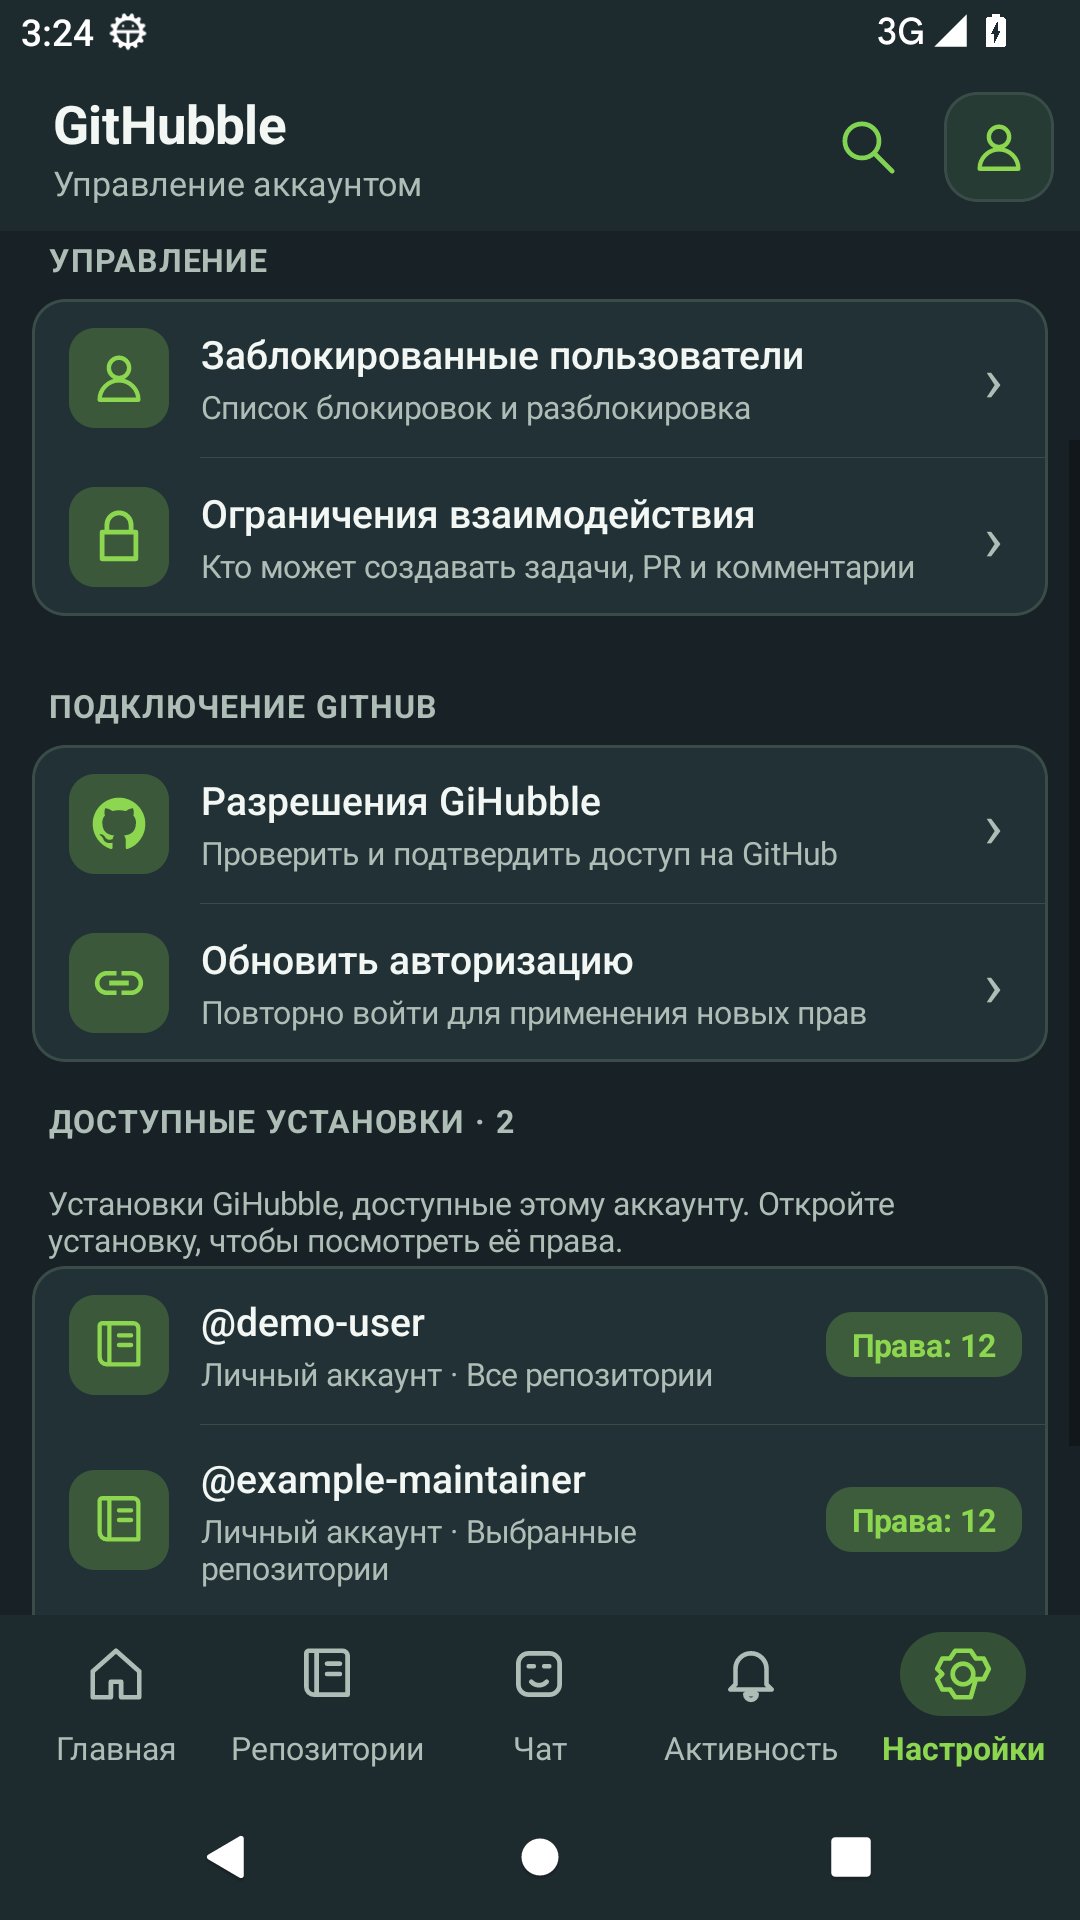 3:24
3G
GitHubble
Управление аккаунтом
УПРАВЛЕНИЕ
Заблокированные пользователи
Список блокировок и разблокировка
Ограничения взаимодействия
Кто может создавать задачи, PR и комментарии
ПОДКЛЮЧЕНИЕ GITHUB
Разрешения GiHubble
Проверить и подтвердить доступ на GitHub
Обновить авторизацию
Повторно войти для применения новых прав
ДОСТУПНЫЕ УСТАНОВКИ · 2
Установки GiHubble, доступные этому аккаунту. Откройте
установку, чтобы посмотреть её права.
@demo-user
Личный аккаунт · Все репозитории
Права: 12
@example-maintainer
Личный аккаунт · Выбранные
репозитории
Права: 12
Главная
Репозитории
Чат
Активность
Настройки